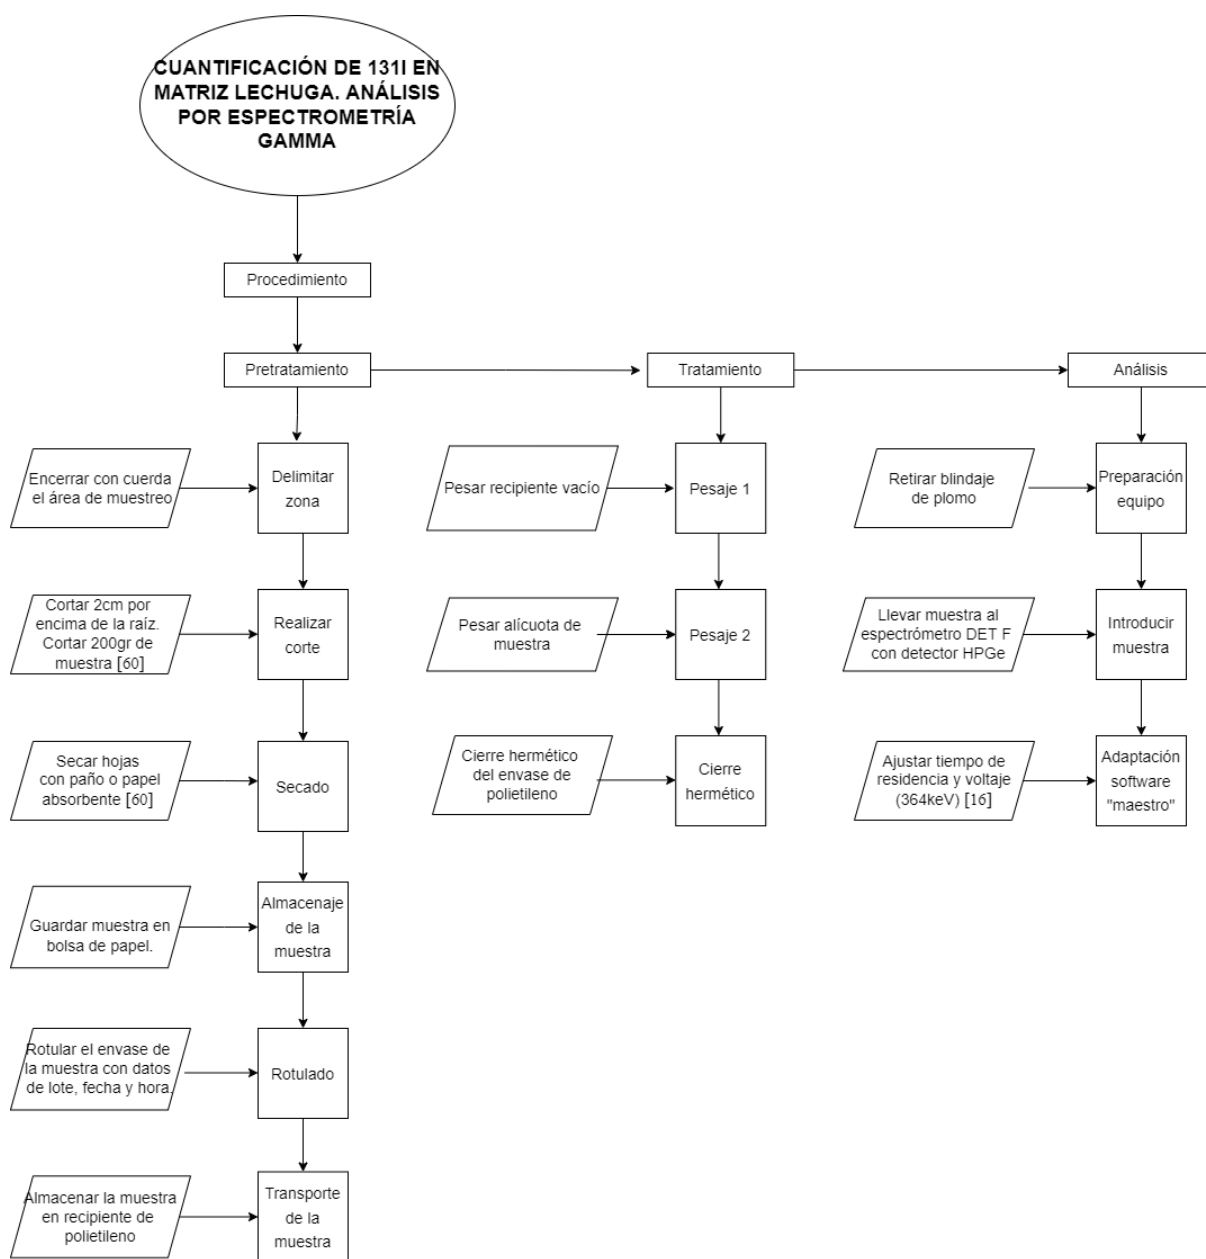 CUANTIFICACIÓN DE 131I EN
MATRIZ LECHUGA. ANÁLISIS
POR ESPECTROMETRÍA
GAMMA
Procedimiento
Pretratamiento
Tratamiento
Análisis
Encerrar con cuerda
el área de muestreo
Delimitar
zona
Pesar recipiente vacío
Pesaje 1
Retirar blindaje
de plomo
Preparación
equipo
Cortar 2cm por
encima de la raíz.
Cortar 200gr de
muestra [60]
Realizar
corte
Pesar alícuota de
muestra
Pesaje 2
Llevar muestra al
espectrómetro DET F
con detector HPGe
Introducir
muestra
Secar hojas
con paño o papel
absorbente [60]
Secado
Cierre hermético
del envase de
polietileno
Cierre
hermético
Ajustar tiempo de
residencia y voltaje
(364keV) [16]
Adaptación
software
"maestro"
Guardar muestra en
bolsa de papel.
Almacenaje
de la
muestra
Rotular el envase de
la muestra con datos
de lote, fecha y hora.
Rotulado
Almacenar la muestra
en recipiente de
polietileno
Transporte
de la
muestra